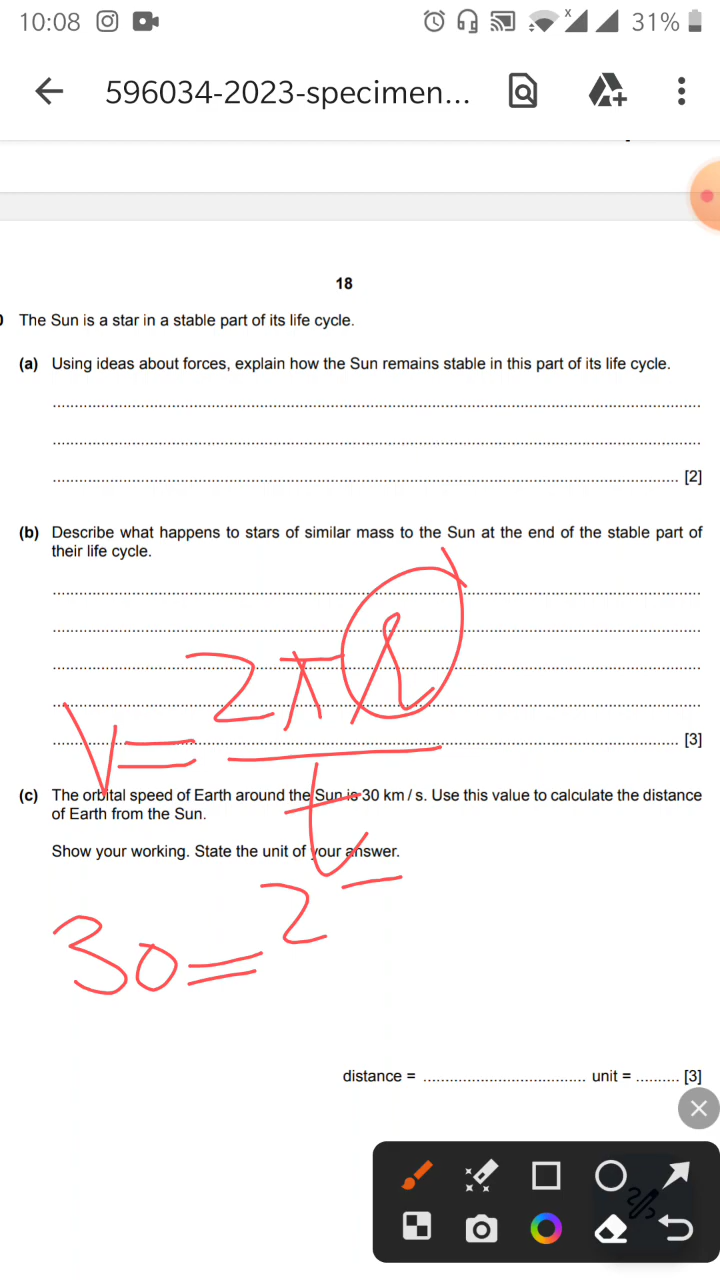 10:08 31%
596034-2023-specimen...
18
The Sun is a star in a stable part of its life cycle.
(a) Using ideas about forces, explain how the Sun remains stable in this part of its life cycle.
[2]
(b) Describe what happens to stars of similar mass to the Sun at the end of the stable part of
their life cycle.
2πr
V=
[3]
(c) The orbital speed of Earth around the Sun is 30 km / s. Use this value to calculate the distance
of Earth from the Sun.
t
Show your working. State the unit of your answer.
30=2
distance = ........................................ unit = .......... [3]